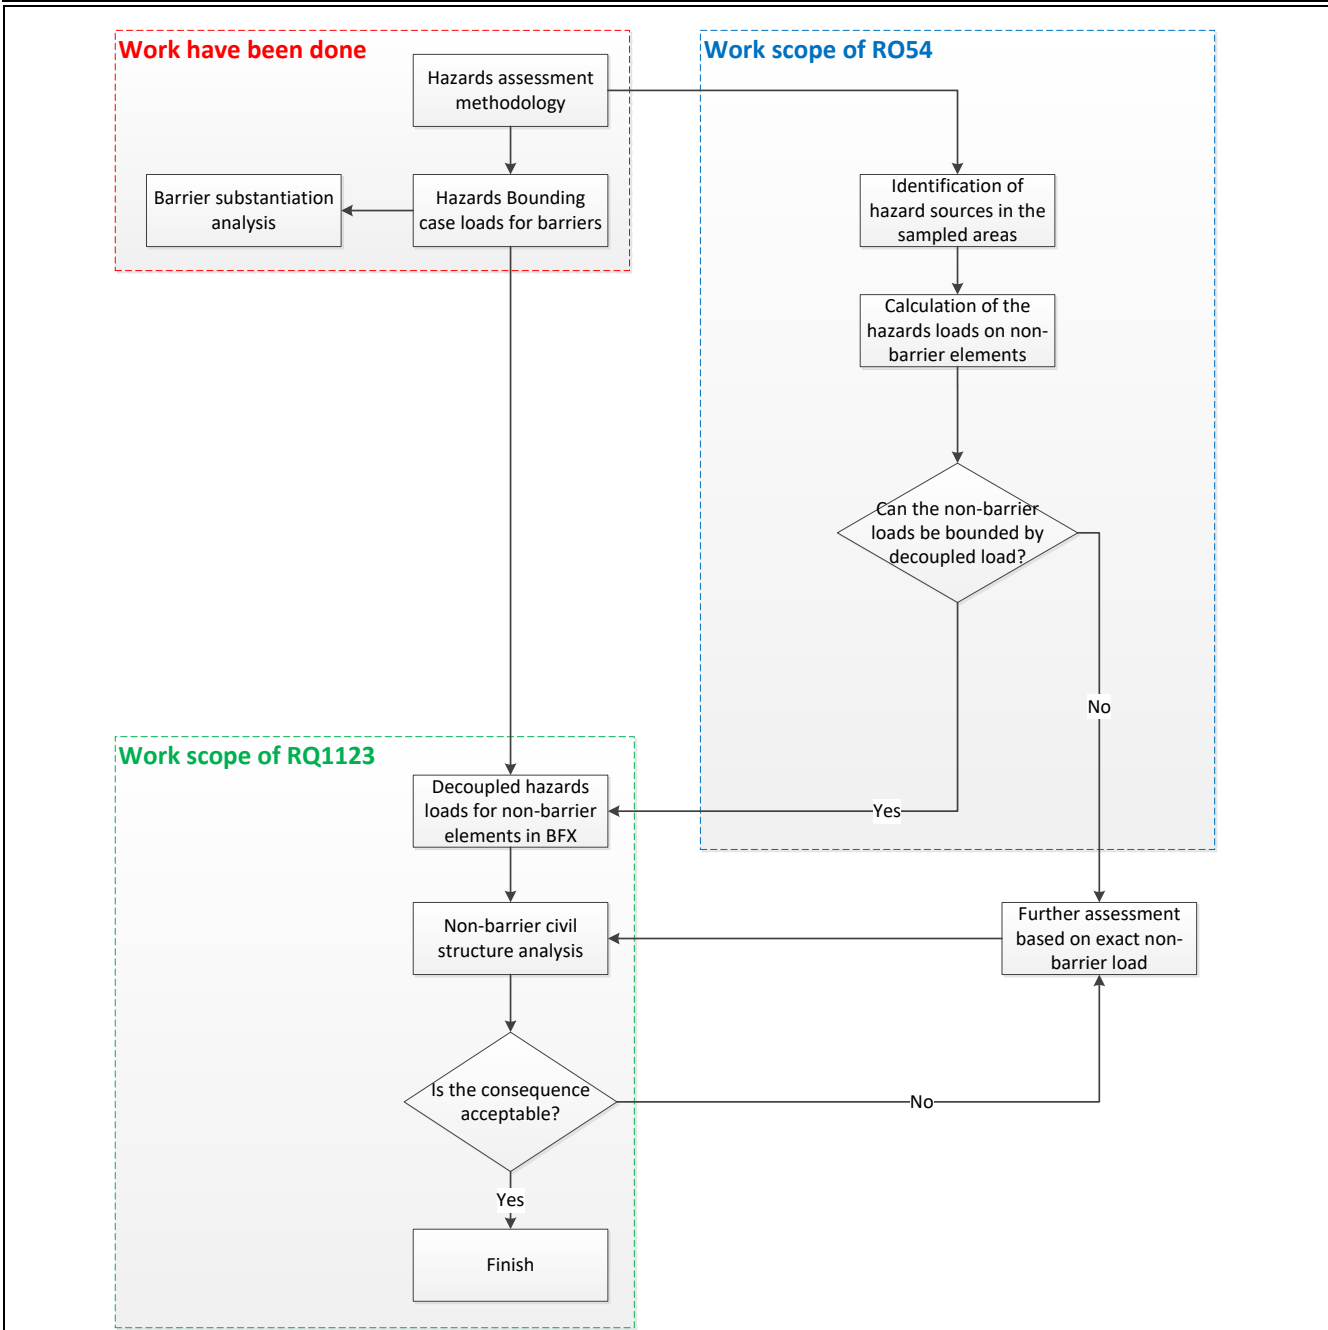 Work have been done
Hazards assessment
methodology
Barrier substantiation
analysis
Hazards Bounding
case loads for barriers
Work scope of RO54
Identification of
hazard sources in the
sampled areas
Calculation of the
hazards loads on non-
barrier elements
Can the non-barrier
loads be bounded by
decoupled load?
No
Yes
Work scope of RQ1123
Decoupled hazards
loads for non-barrier
elements in BFX
Non-barrier civil
structure analysis
Further assessment
based on exact non-
barrier load
Is the consequence
acceptable?
No
Yes
Finish